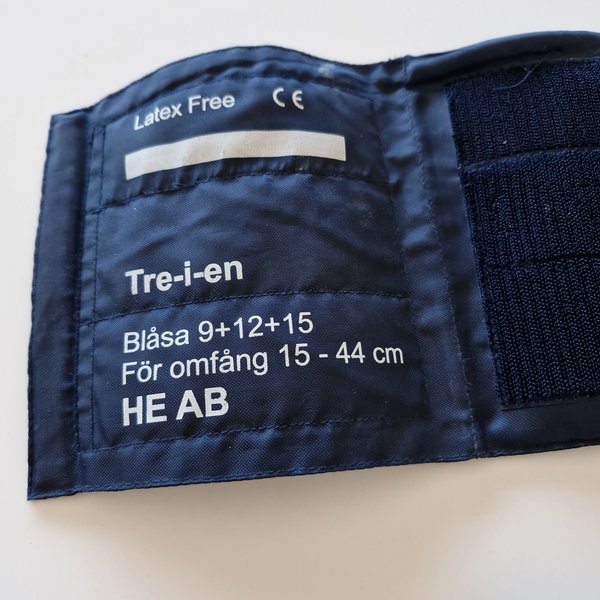 Latex Free CE
Tre-i-en
Blåsa 9+12+15
För omfång 15 - 44 cm
HE AB